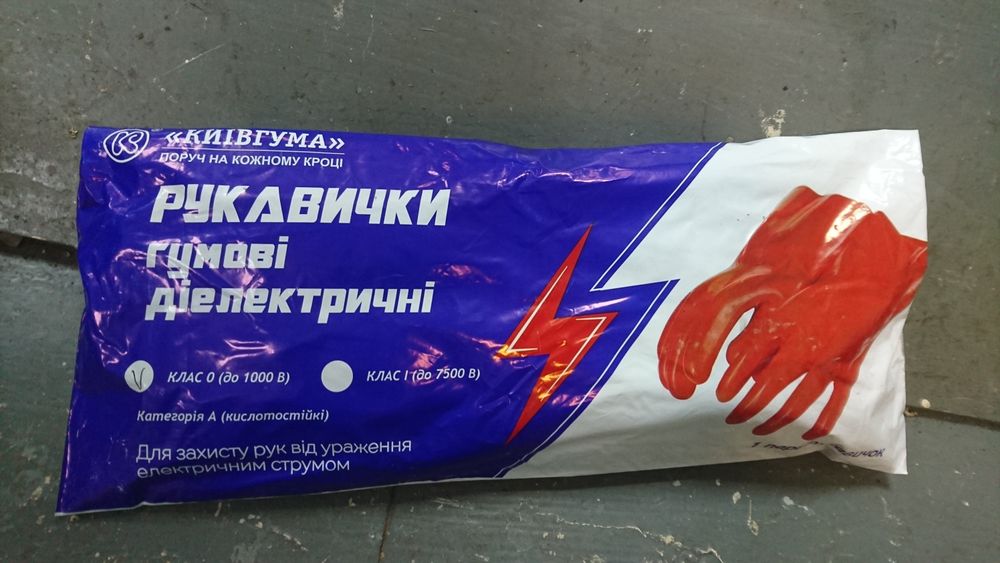 «КИЇВГУМА»
ПОРУЧ НА КОЖНОМУ КРОЦІ
РУКАВИЧКИ
гумові
діелектричні
КЛАС 0 (до 1000 В) КЛАС І (до 7500 В)
Категорія А (кислотостійкі)
Для захисту рук від ураження
електричним струмом
1